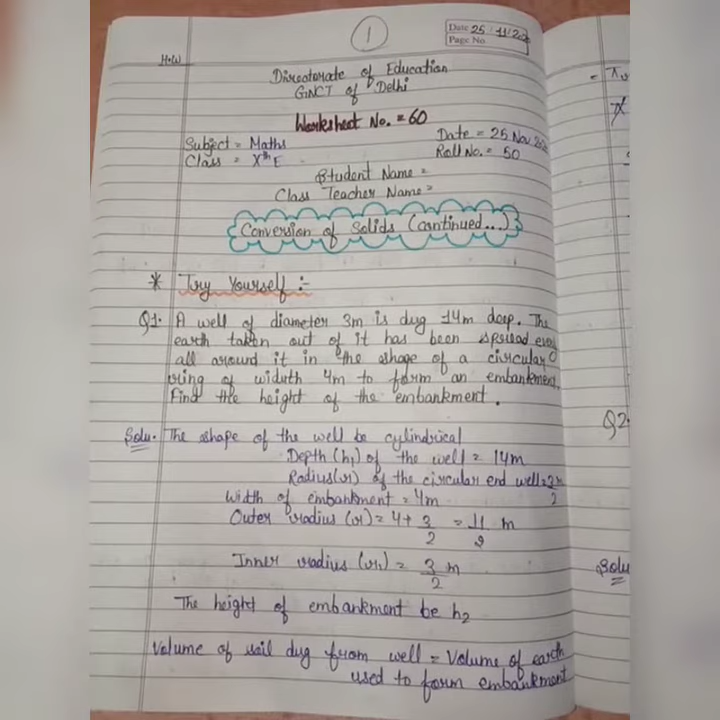 1
Date 25/11/20
Page No.
H.W
Directorate of Education
GNCT of Delhi
Worksheet No. = 60
Subject = Maths
Date = 25 Nov
Class = Xth E
Roll No. = 50
Student Name =
Class Teacher Name =
Conversion of Solids (continued...)
* Try Yourself :-
Q1. A well of diameter 3m is dug 14m deep. The
earth taken out of it has been spread
all around it in the shape of a circular
ring of widuth 4m to form an embankment.
Find the height of the embankment.
Solu. The shape of the well be cylindrical
Depth (h1) of the well = 14m
Radius(r) of the circular end well = 3/2 m
Width of embankment = 4m
Outer radius (r) = 4 + 3/2 = 11/2 m
Inner radius (r1) = 3/2 m
The height of embankment be h2
Volume of soil dug from well = Volume of earth
used to form embankment
Q2.
Solu